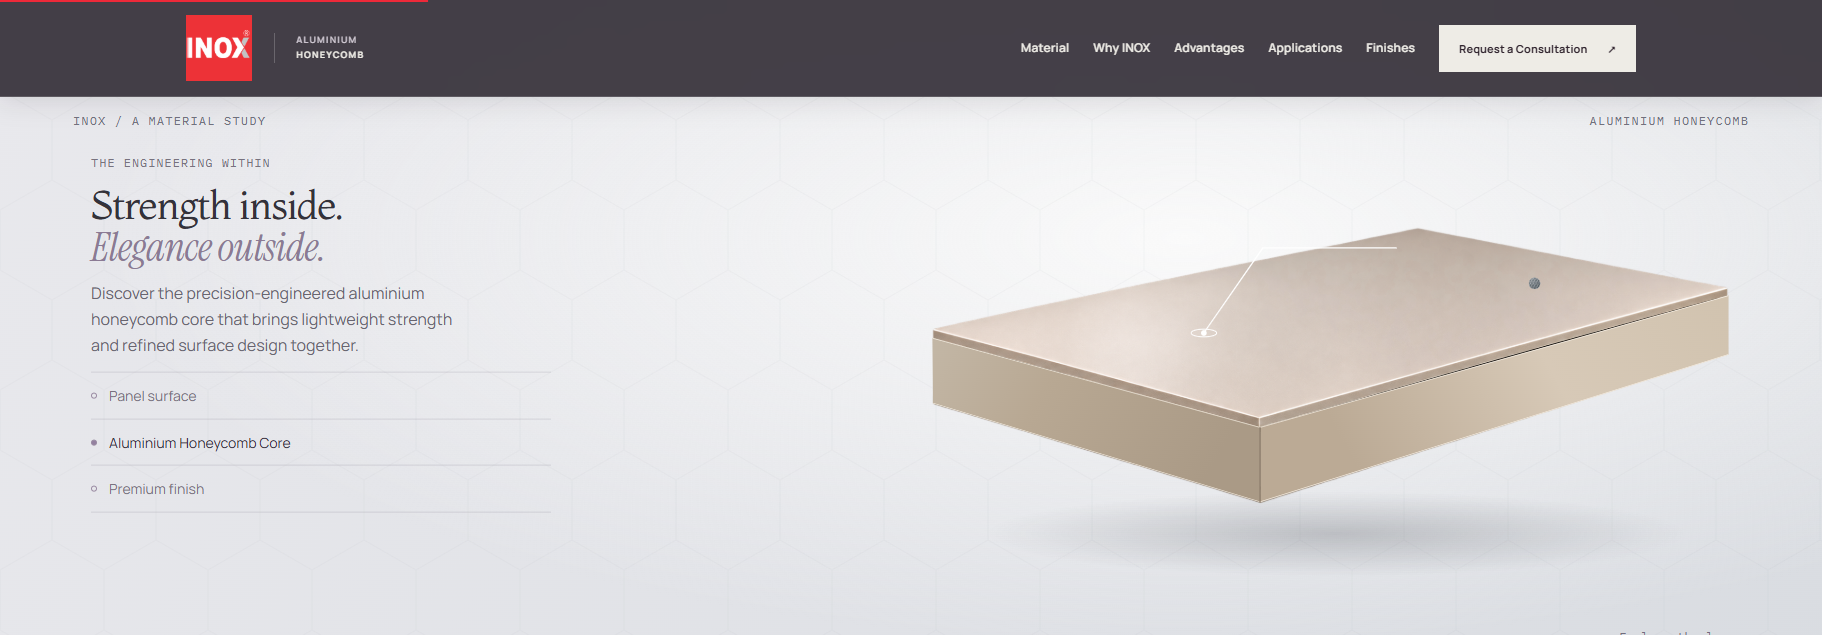 INOX®
ALUMINIUM
HONEYCOMB
Material
Why INOX
Advantages
Applications
Finishes
Request a Consultation ↗
INOX / A MATERIAL STUDY
ALUMINIUM HONEYCOMB
THE ENGINEERING WITHIN
Strength inside.
Elegance outside.
Discover the precision-engineered aluminium
honeycomb core that brings lightweight strength
and refined surface design together.
Panel surface
Aluminium Honeycomb Core
Premium finish